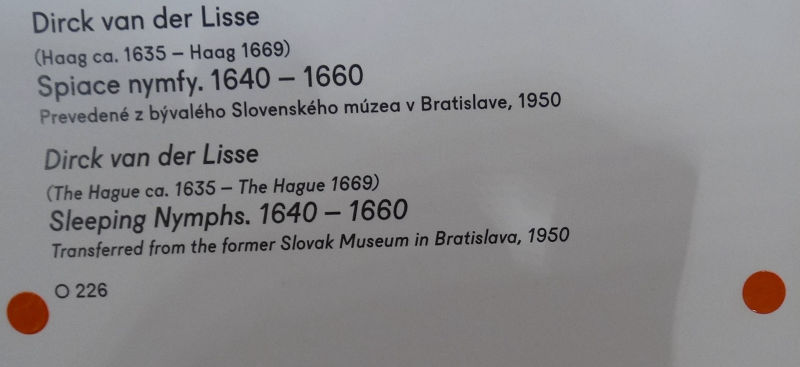 Dirck van der Lisse
(Haag ca. 1635 – Haag 1669)
Spiace nymfy. 1640 – 1660
Prevedené z bývalého Slovenského múzea v Bratislave, 1950
Dirck van der Lisse
(The Hague ca. 1635 – The Hague 1669)
Sleeping Nymphs. 1640 – 1660
Transferred from the former Slovak Museum in Bratislava, 1950
O 226